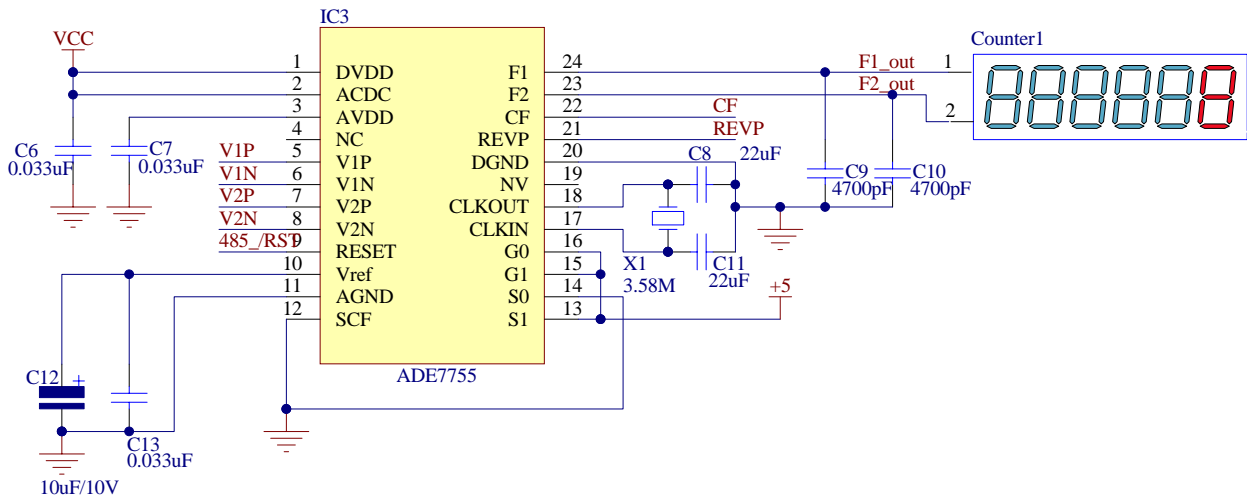 IC3
VCC
Counter1
1 DVDD F1 24 F1_out 1
2 ACDC F2 23 F2_out
3 AVDD CF 22 CF 2
4 NC REVP 21 REVP
C6 0.033uF
C7 0.033uF
V1P 5 V1P DGND 20
V1N 6 V1N NV 19
V2P 7 V2P CLKOUT 18
V2N 8 V2N CLKIN 17
485_/RST 9 RESET G0 16
10 Vref G1 15
11 AGND S0 14
12 SCF S1 13
C8 22uF
C9 4700pF
C10 4700pF
X1 3.58M
C11 22uF
+5
ADE7755
C12 +
C13 0.033uF
10uF/10V